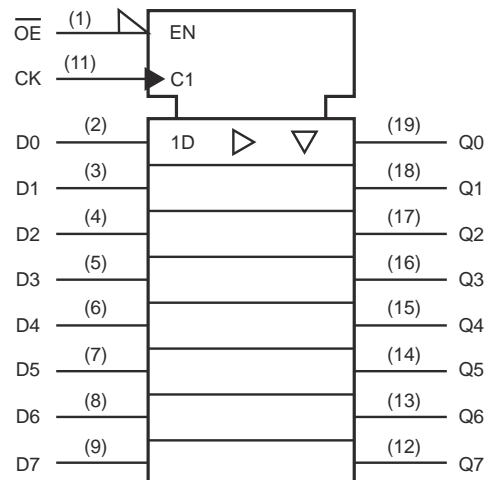 O̅E̅ (1) EN
CK (11) C1
D0 (2) 1D (19) Q0
D1 (3) (18) Q1
D2 (4) (17) Q2
D3 (5) (16) Q3
D4 (6) (15) Q4
D5 (7) (14) Q5
D6 (8) (13) Q6
D7 (9) (12) Q7